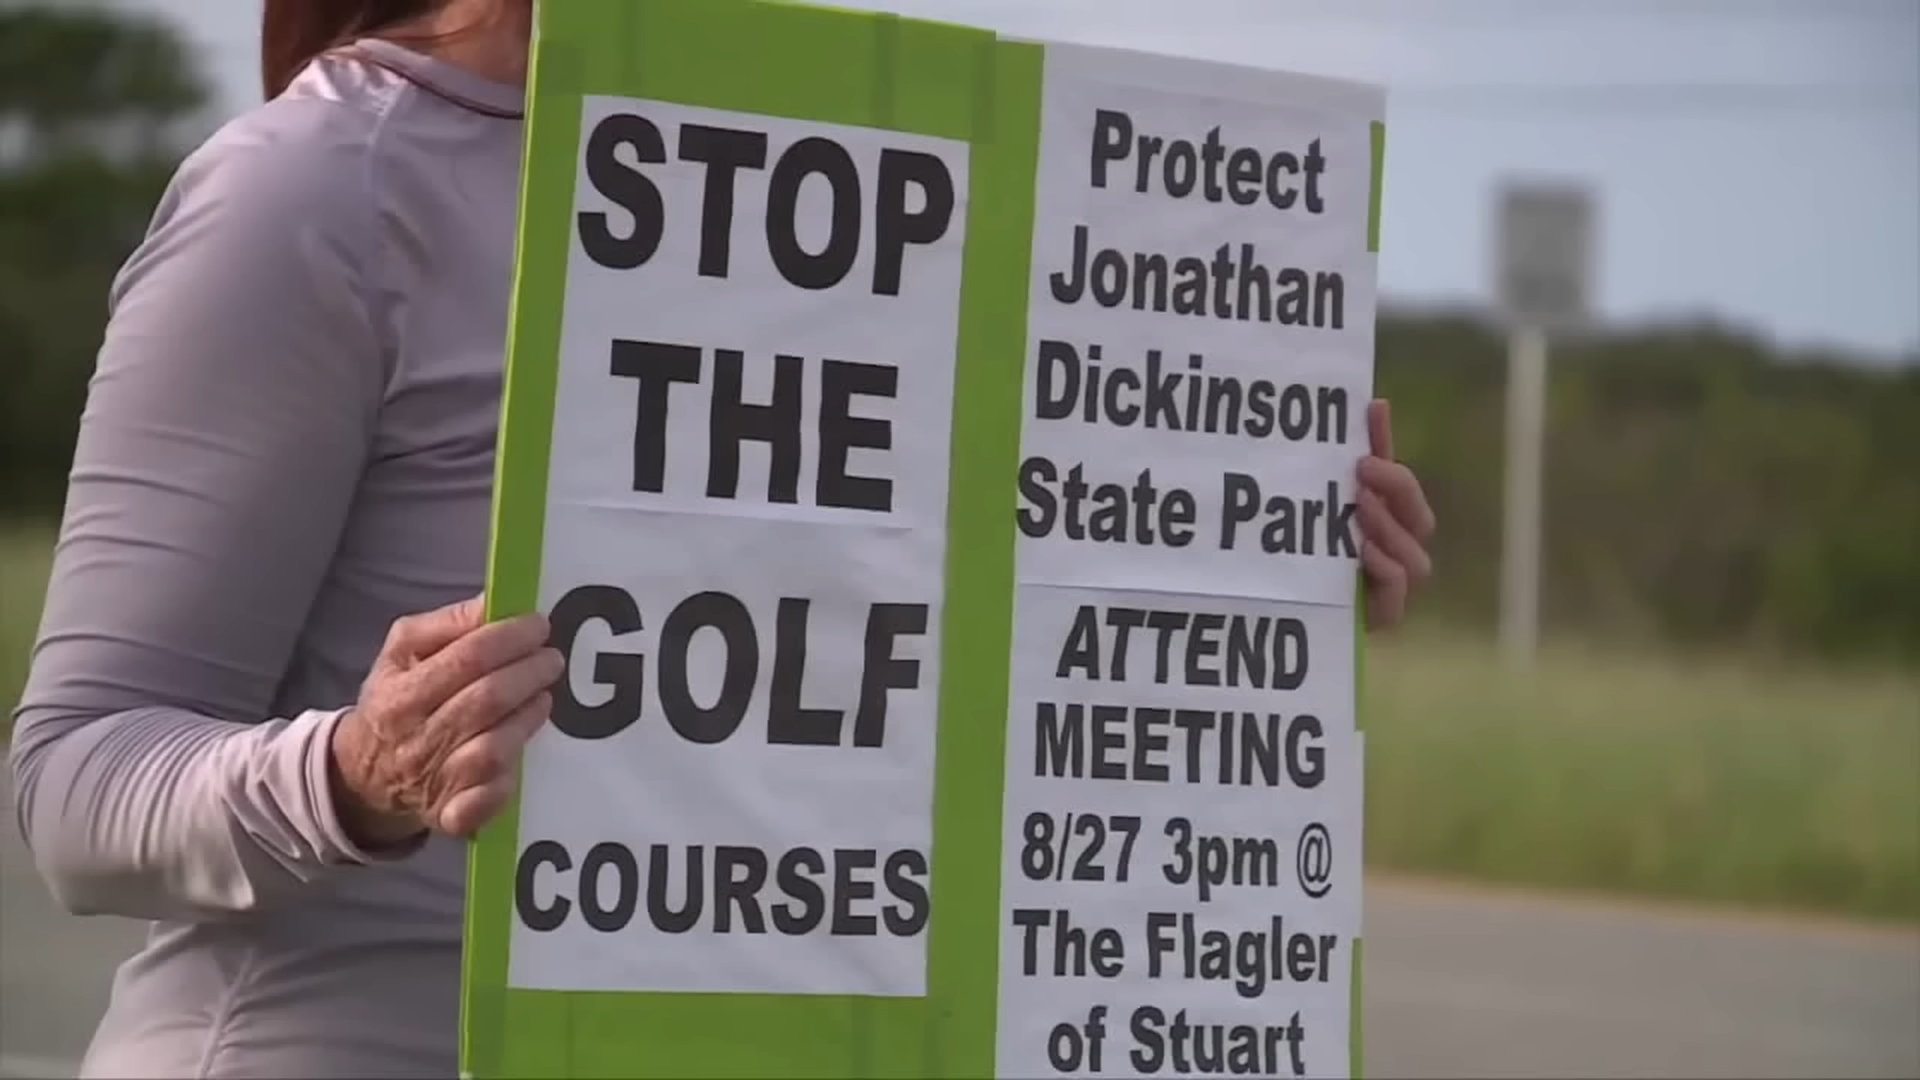 STOP
THE
GOLF
COURSES
Protect
Jonathan
Dickinson
State Park
ATTEND
MEETING
8/27 3pm @
The Flagler
of Stuart